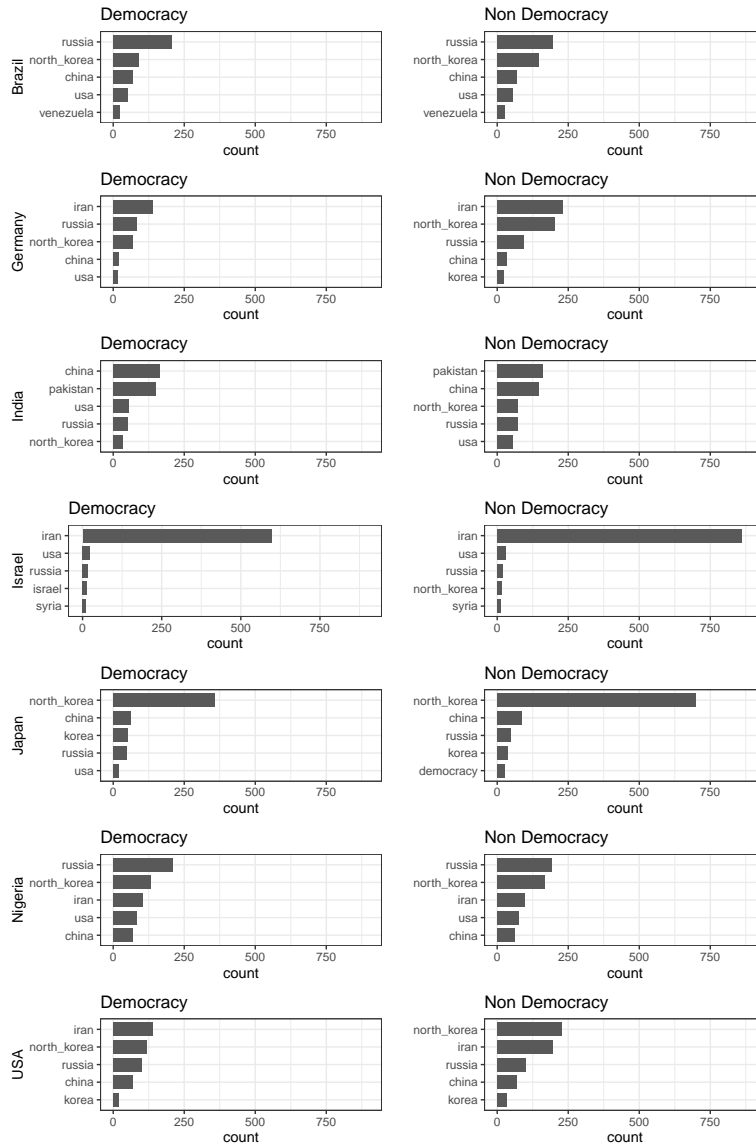 Democracy
Non Democracy
Brazil
russia
north_korea
china
usa
venezuela
0 250 500 750
count
russia
north_korea
china
usa
venezuela
0 250 500 750
count
Democracy
Non Democracy
Germany
iran
russia
north_korea
china
usa
0 250 500 750
count
iran
north_korea
russia
china
korea
0 250 500 750
count
Democracy
Non Democracy
India
china
pakistan
usa
russia
north_korea
0 250 500 750
count
pakistan
china
north_korea
russia
usa
0 250 500 750
count
Democracy
Non Democracy
Israel
iran
usa
russia
israel
syria
0 250 500 750
count
iran
usa
russia
north_korea
syria
0 250 500 750
count
Democracy
Non Democracy
Japan
north_korea
china
korea
russia
usa
0 250 500 750
count
north_korea
china
russia
korea
democracy
0 250 500 750
count
Democracy
Non Democracy
Nigeria
russia
north_korea
iran
usa
china
0 250 500 750
count
russia
north_korea
iran
usa
china
0 250 500 750
count
Democracy
Non Democracy
USA
iran
north_korea
russia
china
korea
0 250 500 750
count
north_korea
iran
russia
china
korea
0 250 500 750
count